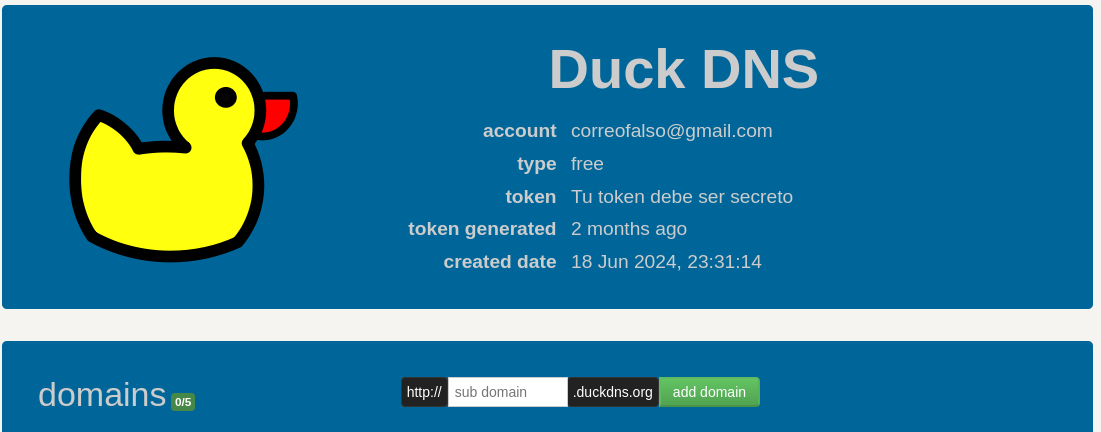 Duck DNS
account correofalso@gmail.com
type free
token Tu token debe ser secreto
token generated 2 months ago
created date 18 Jun 2024, 23:31:14
domains 0/5 http:// sub domain .duckdns.org add domain